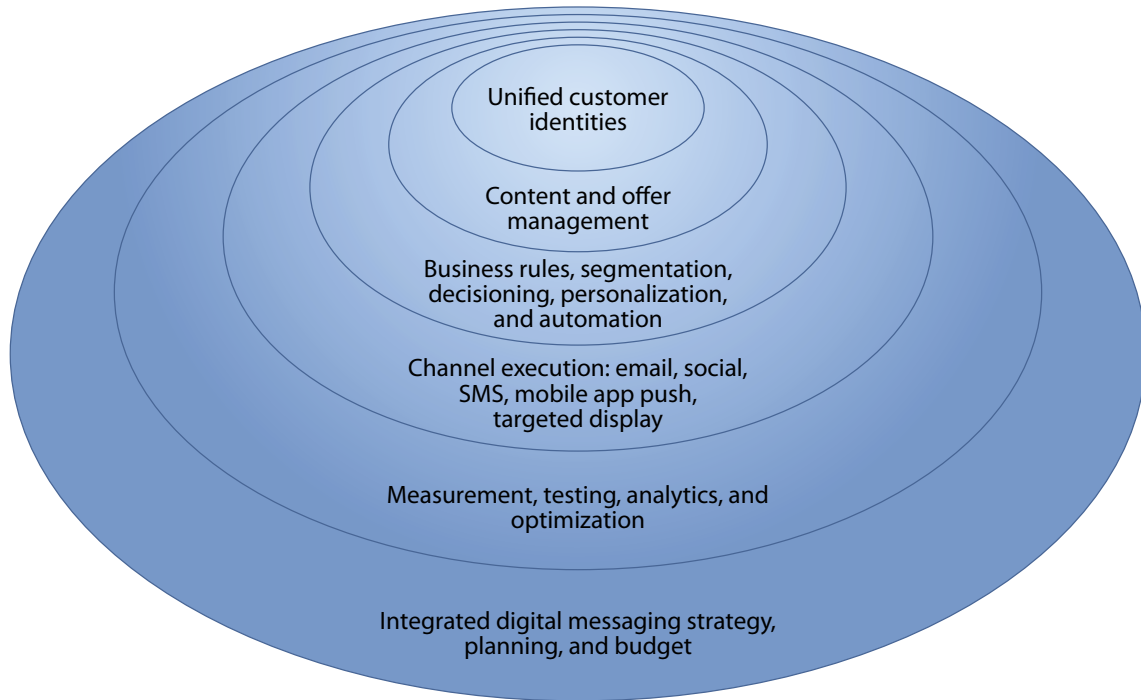 Unified customer
identities
Content and offer
management
Business rules, segmentation,
decisioning, personalization,
and automation
Channel execution: email, social,
SMS, mobile app push,
targeted display
Measurement, testing, analytics, and
optimization
Integrated digital messaging strategy,
planning, and budget